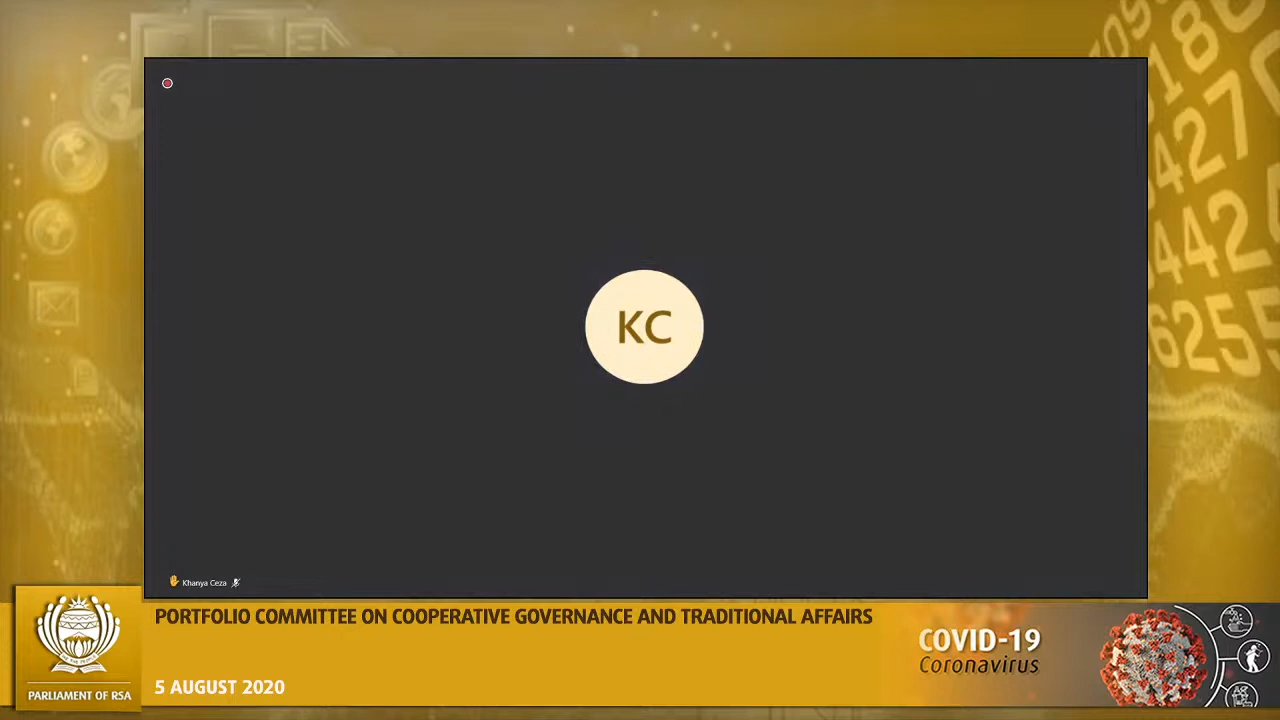 KC
Khanya Ceza
PORTFOLIO COMMITTEE ON COOPERATIVE GOVERNANCE AND TRADITIONAL AFFAIRS
COVID-19
Coronavirus
PARLIAMENT OF RSA
5 AUGUST 2020